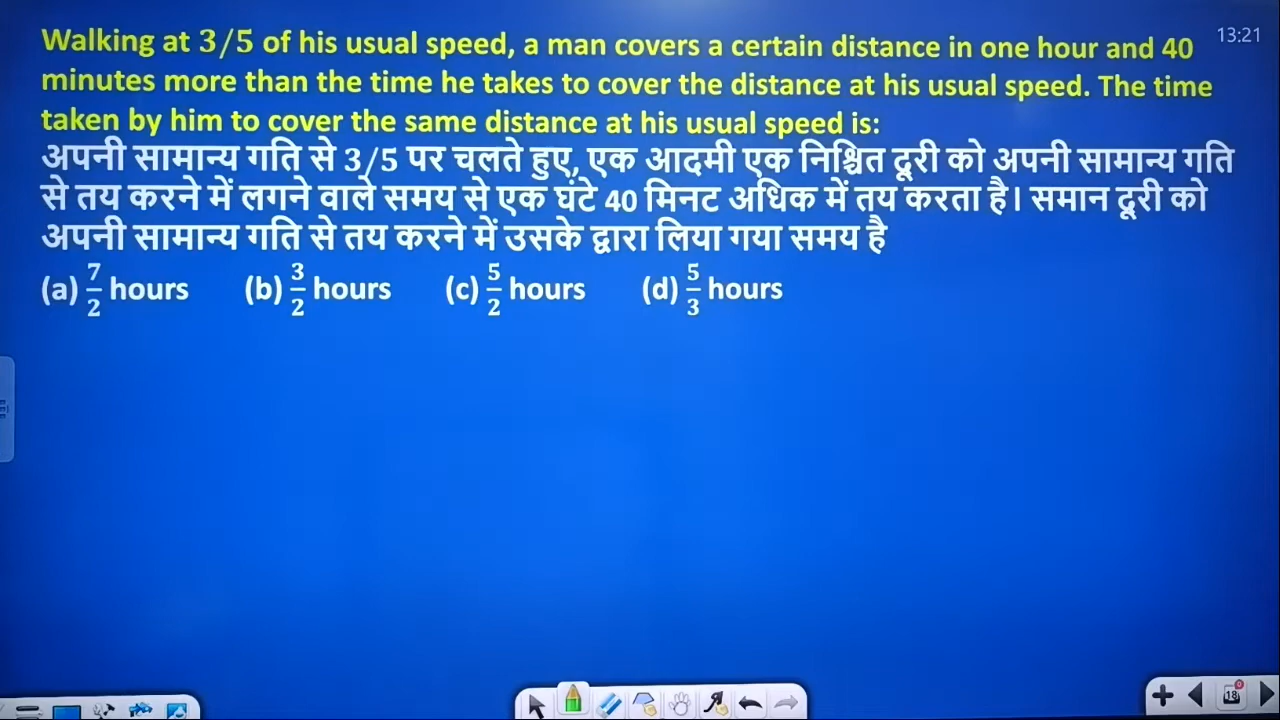 13:21
Walking at 3/5 of his usual speed, a man covers a certain distance in one hour and 40
minutes more than the time he takes to cover the distance at his usual speed. The time
taken by him to cover the same distance at his usual speed is:
अपनी सामान्य गति से 3/5 पर चलते हुए, एक आदमी एक निश्चित दूरी को अपनी सामान्य गति
से तय करने में लगने वाले समय से एक घंटे 40 मिनट अधिक में तय करता है। समान दूरी को
अपनी सामान्य गति से तय करने में उसके द्वारा लिया गया समय है
(a) 7/2 hours (b) 3/2 hours (c) 5/2 hours (d) 5/3 hours
18